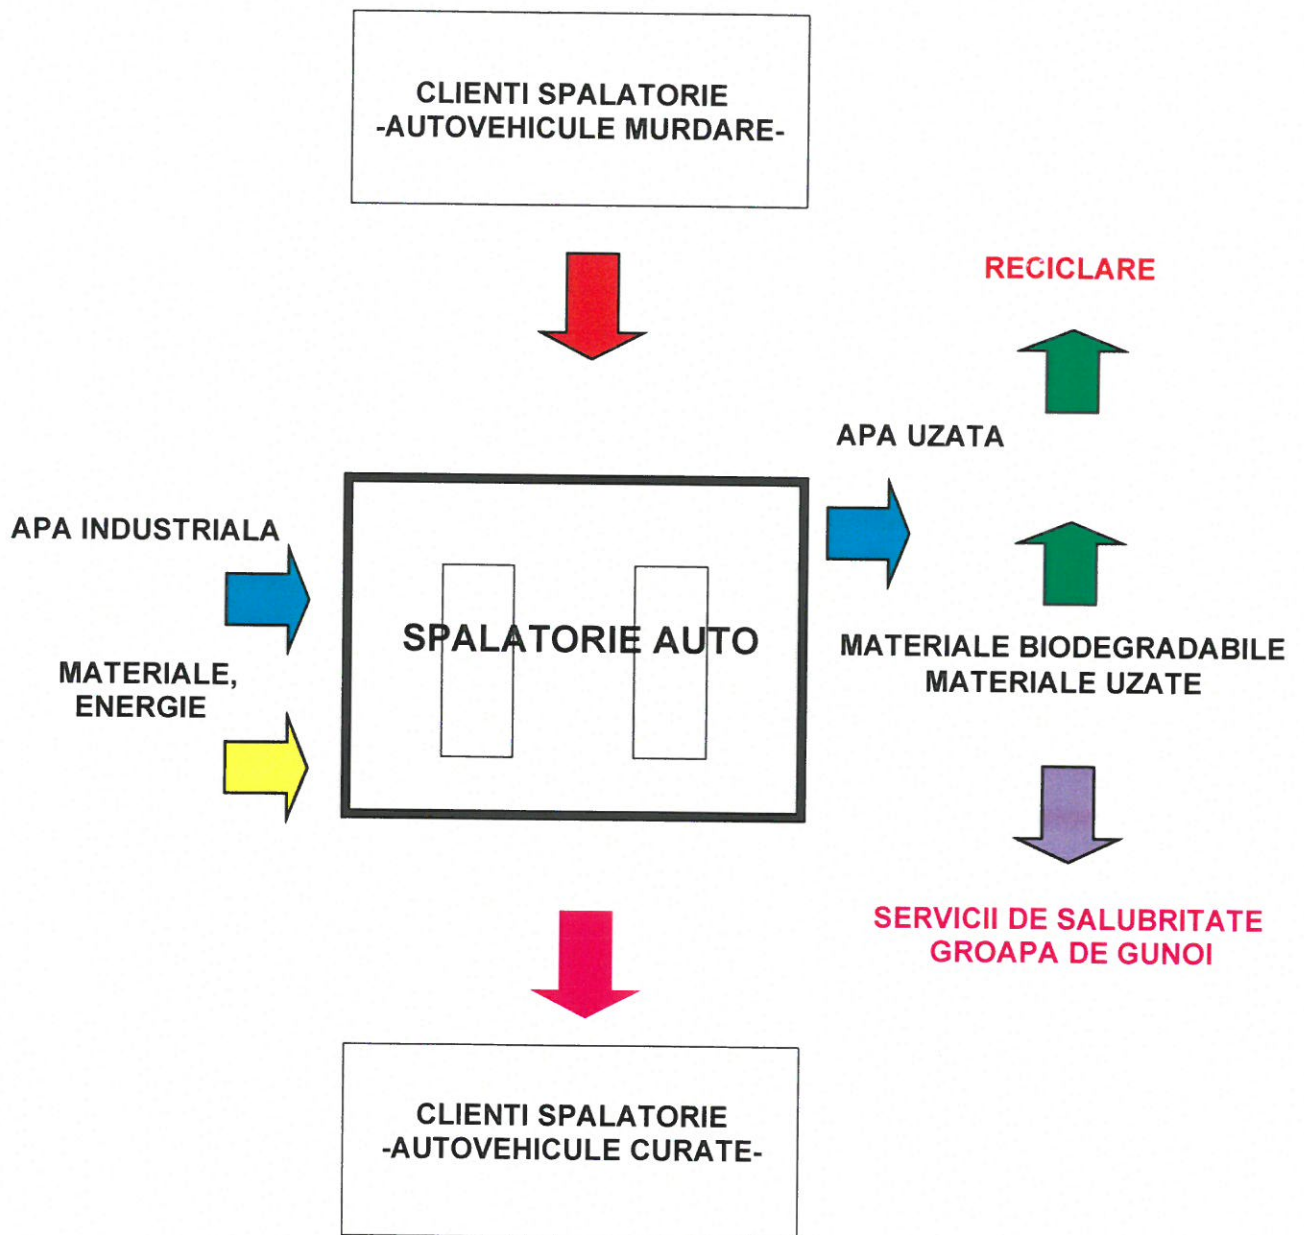 CLIENTI SPALATORIE
-AUTOVEHICULE MURDARE-
RECICLARE
APA UZATA
APA INDUSTRIALA
SPALATORIE AUTO
MATERIALE BIODEGRADABILE
MATERIALE UZATE
MATERIALE,
ENERGIE
SERVICII DE SALUBRITATE
GROAPA DE GUNOI
CLIENTI SPALATORIE
-AUTOVEHICULE CURATE-